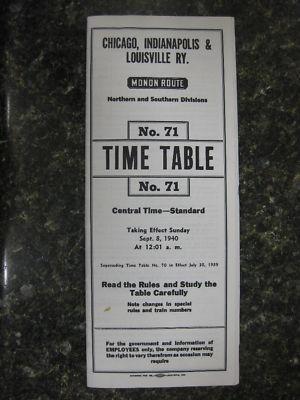 CHICAGO, INDIANAPOLIS &
LOUISVILLE RY.
MONON ROUTE
Northern and Southern Divisions
No. 71
TIME TABLE
No. 71
Central Time—Standard
Taking Effect Sunday
Sept. 8, 1940
At 12:01 a. m.
Superseding Time Table No. 70 in Effect July 30, 1939
Read the Rules and Study the
Table Carefully
Note changes in special
rules and train numbers
For the government and information of
EMPLOYEES only, the company reserving
the right to vary therefrom as occasion may
require